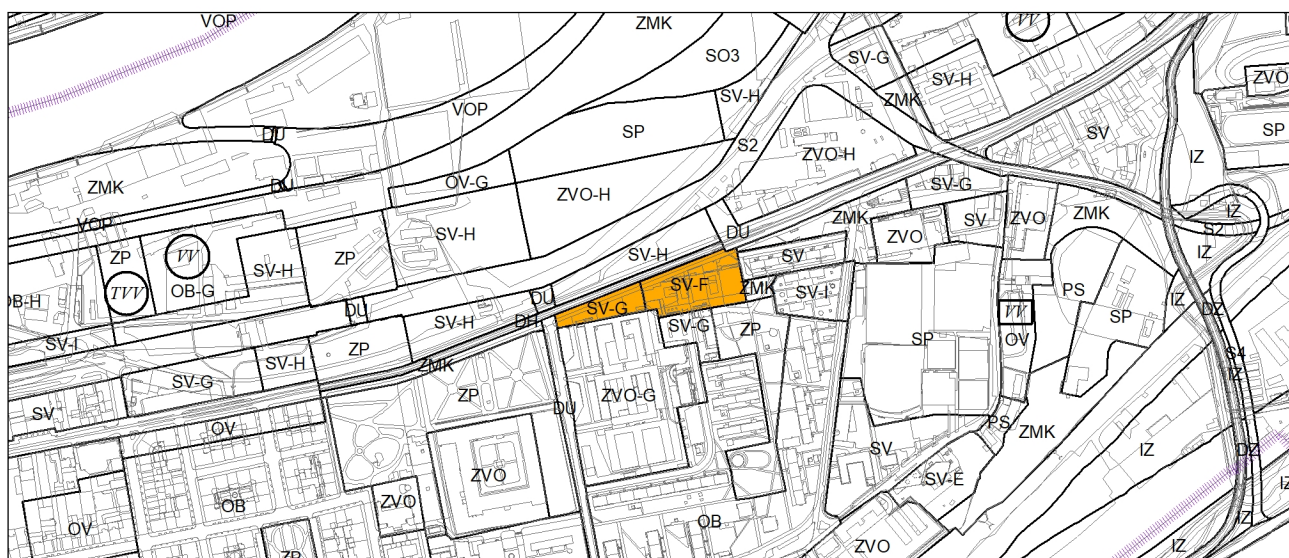 VOP
ZMK
VV
SO3
SV-G
SV-H
ZVO
ZMK
SV-H
VOP
SP
SV
SP
DU
S2
ZVO-H
IZ
ZMK
DU
OV-G
ZVO-H
SV-G
IZ
VOP
SV-H
ZMK
SV
ZVO
ZMK
S2
DU
ZP
VV
SV-H
ZP
SV-H
ZVO
IZ
SV
OB-H
TVV
OB-G
SV-F
ZMK
SV-I
PS
IZ
DU
DU
SV-G
VV
SP
DZ
SV-I
SV-H
DH
SV-G
ZP
SP
OV
ZP
ZMK
S4
SV-G
SV-H
ZP
ZVO-G
IZ
SV
DU
OV
PS
ZMK
ZVO
SV
IZ
DZ
OB
ZVO
SV-E
IZ
OV
OB
ZVO
IZ
ZP
IZ